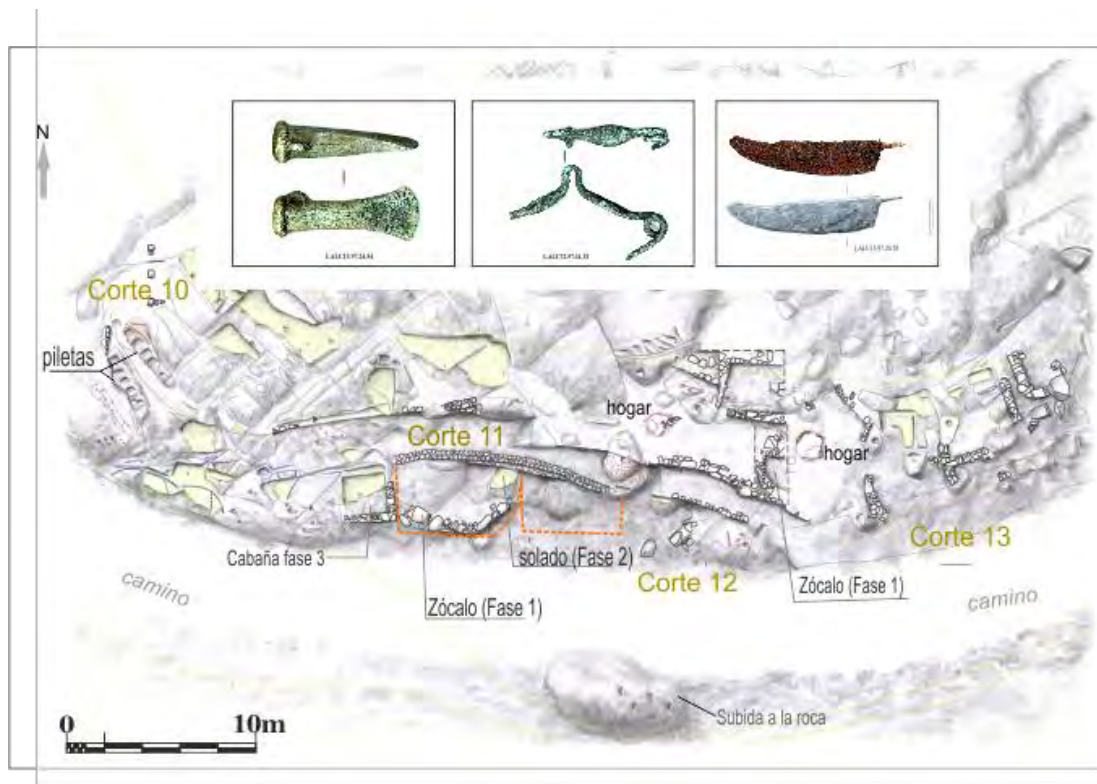 N
Corte 10
piletas
hogar
Corte 11
hogar
Cabaña fase 3
solado (Fase 2)
Corte 12
Corte 13
Zócalo (Fase 1)
Zócalo (Fase 1)
camino
camino
Subida a la roca
0 10m